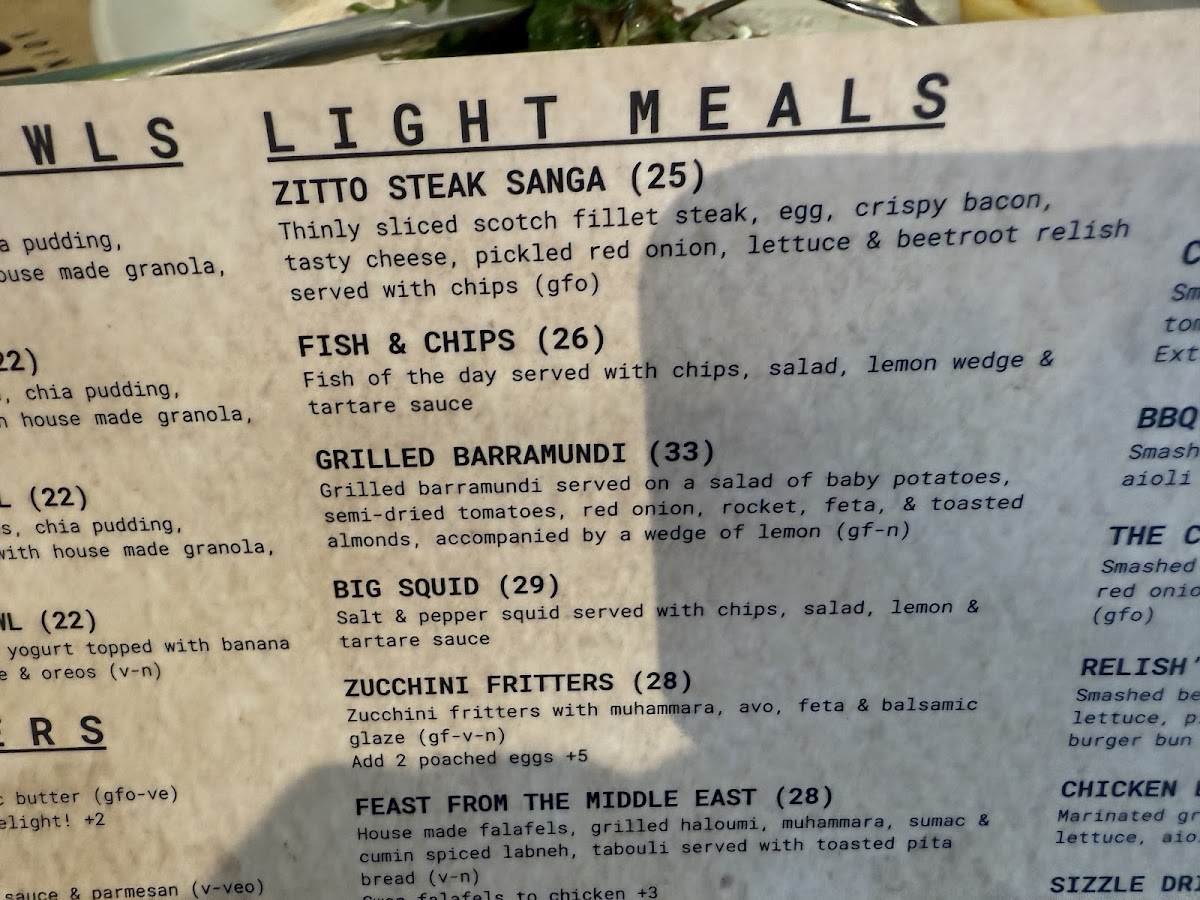 WLS
a pudding,
ouse made granola,
22)
, chia pudding,
n house made granola,
L (22)
s, chia pudding,
with house made granola,
WL (22)
yogurt topped with banana
e & oreos (v-n)
ERS
c butter (gfo-ve)
elight! +2
sauce & parmesan (v-veo)
LIGHT MEALS
ZITTO STEAK SANGA (25)
Thinly sliced scotch fillet steak, egg, crispy bacon,
tasty cheese, pickled red onion, lettuce & beetroot relish
served with chips (gfo)
FISH & CHIPS (26)
Fish of the day served with chips, salad, lemon wedge &
tartare sauce
GRILLED BARRAMUNDI (33)
Grilled barramundi served on a salad of baby potatoes,
semi-dried tomatoes, red onion, rocket, feta, & toasted
almonds, accompanied by a wedge of lemon (gf-n)
BIG SQUID (29)
Salt & pepper squid served with chips, salad, lemon &
tartare sauce
ZUCCHINI FRITTERS (28)
Zucchini fritters with muhammara, avo, feta & balsamic
glaze (gf-v-n)
Add 2 poached eggs +5
FEAST FROM THE MIDDLE EAST (28)
House made falafels, grilled haloumi, muhammara, sumac &
cumin spiced labneh, tabouli served with toasted pita
bread (v-n)
Swap falafels to chicken +3
C
Sm
tom
Ext
BBQ
Smash
aioli
THE C
Smashed
red onio
(gfo)
RELISH'
Smashed be
lettuce, p
burger bun
CHICKEN
Marinated gr
lettuce, aio
SIZZLE DRI